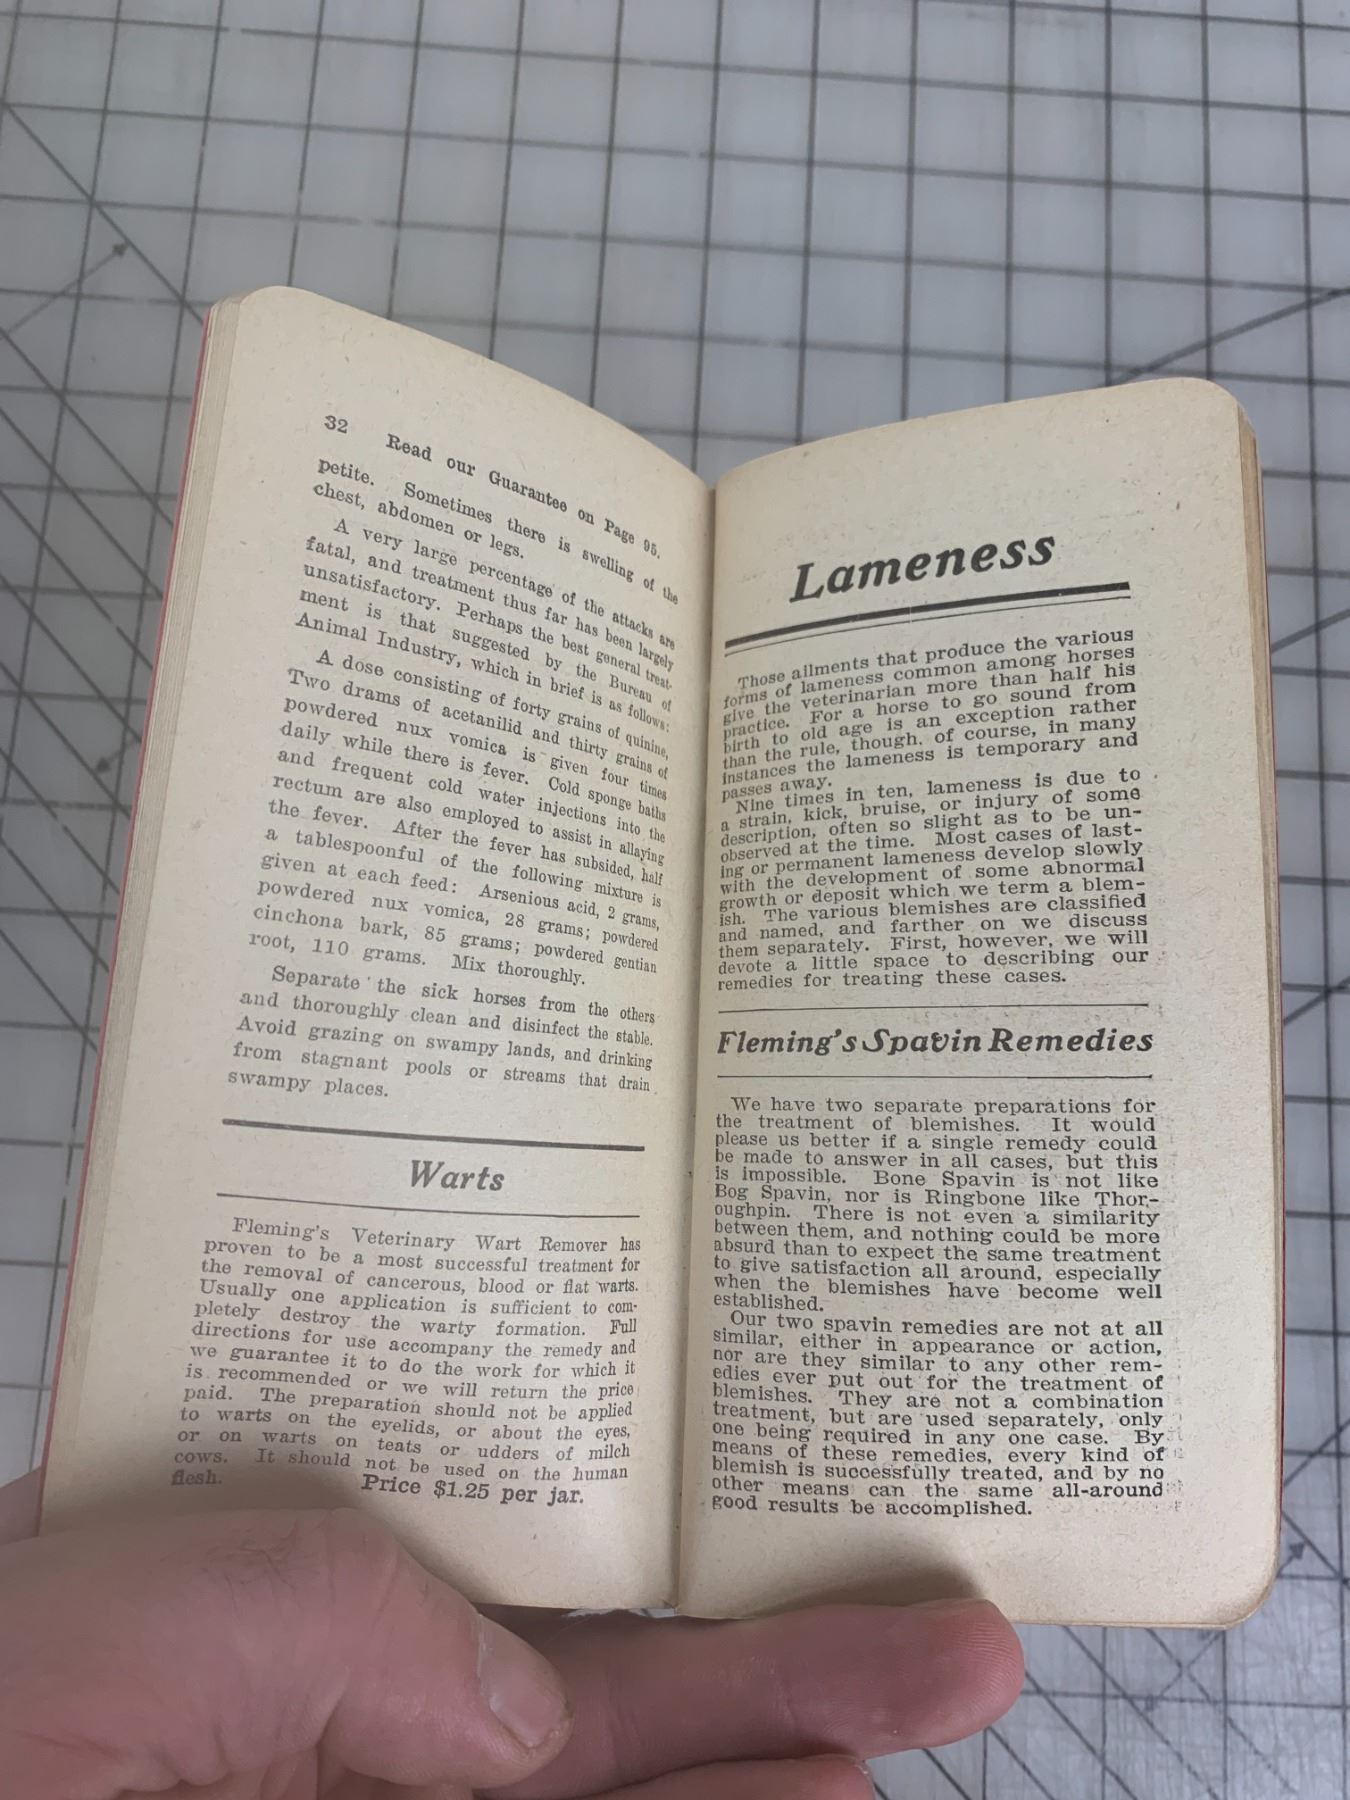 32 Read our Guarantee on Page 95.
petite. Sometimes there is swelling of the
chest, abdomen or legs.
A very large percentage of the attacks are
fatal, and treatment thus far has been largely
unsatisfactory. Perhaps the best general treat-
ment is that suggested by the Bureau of
Animal Industry, which in brief is as follows:
A dose consisting of forty grains of quinine,
Two drams of acetanilid and thirty grains of
powdered nux vomica is given four times
daily while there is fever. Cold sponge baths
and frequent cold water injections into the
rectum are also employed to assist in allaying
the fever. After the fever has subsided, half
a tablespoonful of the following mixture is
given at each feed: Arsenious acid, 2 grams,
powdered nux vomica, 28 grams; powdered
cinchona bark, 85 grams; powdered gentian
root, 110 grams. Mix thoroughly.
Separate the sick horses from the others
and thoroughly clean and disinfect the stable.
Avoid grazing on swampy lands, and drinking
from stagnant pools or streams that drain
swampy places.
Warts
Fleming's Veterinary Wart Remover has
proven to be a most successful treatment for
the removal of cancerous, blood or flat warts.
Usually one application is sufficient to com-
pletely destroy the warty formation. Full
directions for use accompany the remedy and
we guarantee it to do the work for which it
is recommended or we will return the price
paid. The preparation should not be applied
to warts on the eyelids, or about the eyes,
or on warts on teats or udders of milch
cows. It should not be used on the human
flesh. Price $1.25 per jar.
Lameness
Those ailments that produce the various
forms of lameness common among horses
give the veterinarian more than half his
practice. For a horse to go sound from
birth to old age is an exception rather
than the rule, though, of course, in many
instances the lameness is temporary and
passes away.
Nine times in ten, lameness is due to
a strain, kick, bruise, or injury of some
description, often so slight as to be un-
observed at the time. Most cases of last-
ing or permanent lameness develop slowly
with the development of some abnormal
growth or deposit which we term a blem-
ish. The various blemishes are classified
and named, and farther on we discuss
them separately. First, however, we will
devote a little space to describing our
remedies for treating these cases.
Fleming's Spavin Remedies
We have two separate preparations for
the treatment of blemishes. It would
please us better if a single remedy could
be made to answer in all cases, but this
is impossible. Bone Spavin is not like
Bog Spavin, nor is Ringbone like Thor-
oughpin. There is not even a similarity
between them, and nothing could be more
absurd than to expect the same treatment
to give satisfaction all around, especially
when the blemishes have become well
established.
Our two spavin remedies are not at all
similar, either in appearance or action,
nor are they similar to any other rem-
edies ever put out for the treatment of
blemishes. They are not a combination
treatment, but are used separately, only
one being required in any one case. By
means of these remedies, every kind of
blemish is successfully treated, and by no
other means can the same all-around
good results be accomplished.